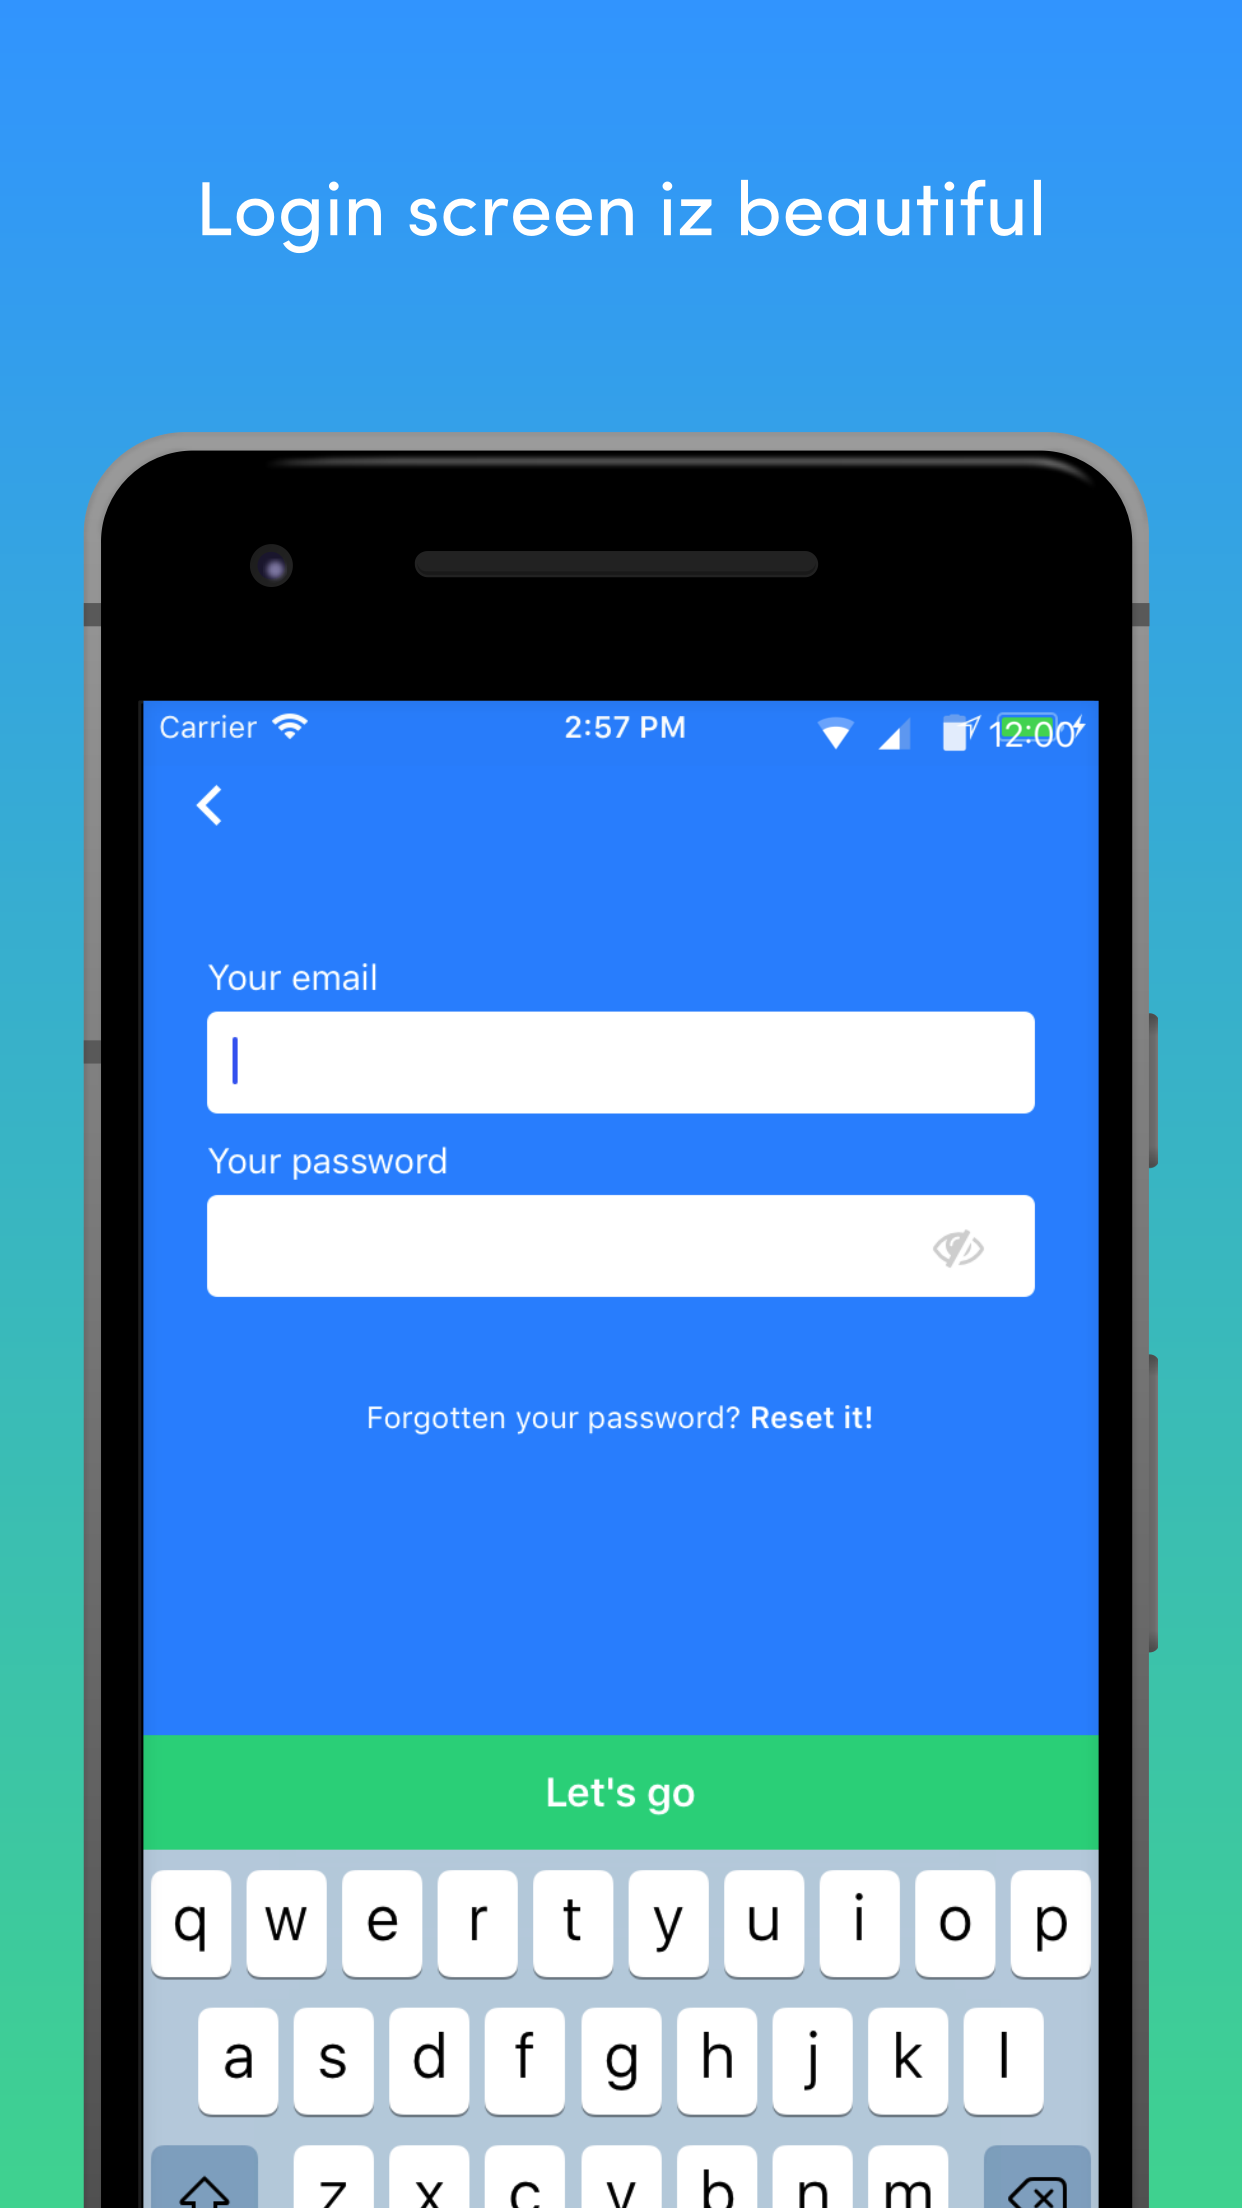 Login screen iz beautiful
Carrier 2:57 PM 12:00
Your email
Your password
Forgotten your password? Reset it!
Let's go
q w e r t y u i o p
a s d f g h j k l
z x c v b n m